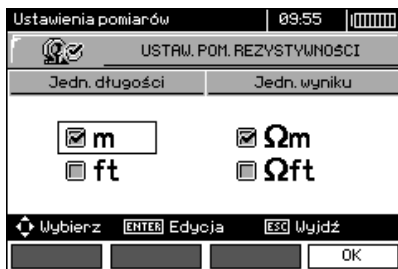 Ustawienia pomiarów 09:55
USTAW. POM. REZYSTYWNOŚCI
Jedn. długości Jedn. wyniku
m Ωm
ft Ωft
Wybierz ENTER Edycja ESC Wyjdź
OK